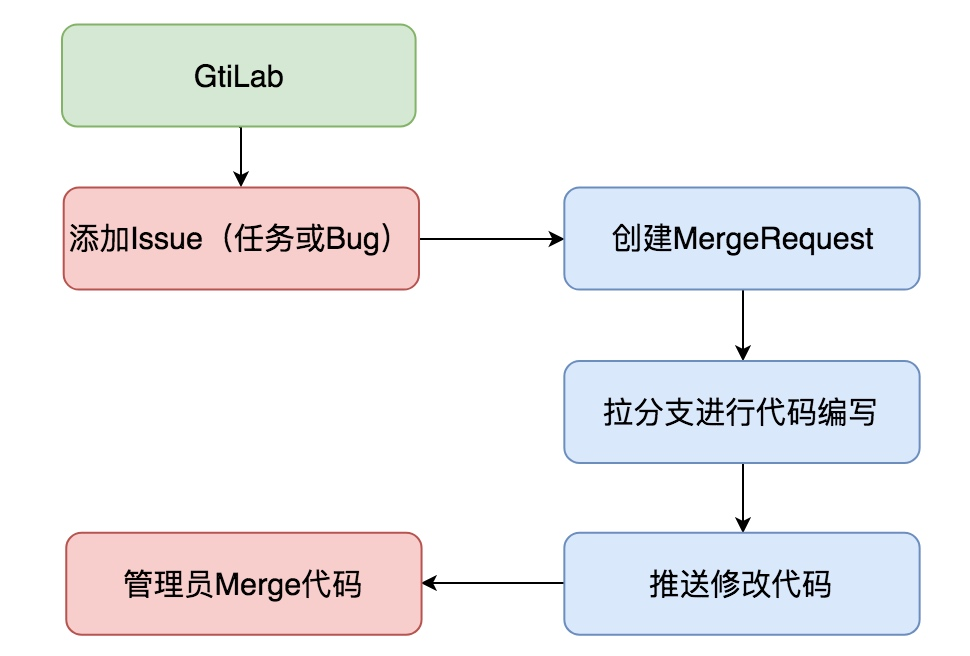 GtiLab
添加Issue（任务或Bug）
创建MergeRequest
拉分支进行代码编写
推送修改代码
管理员Merge代码